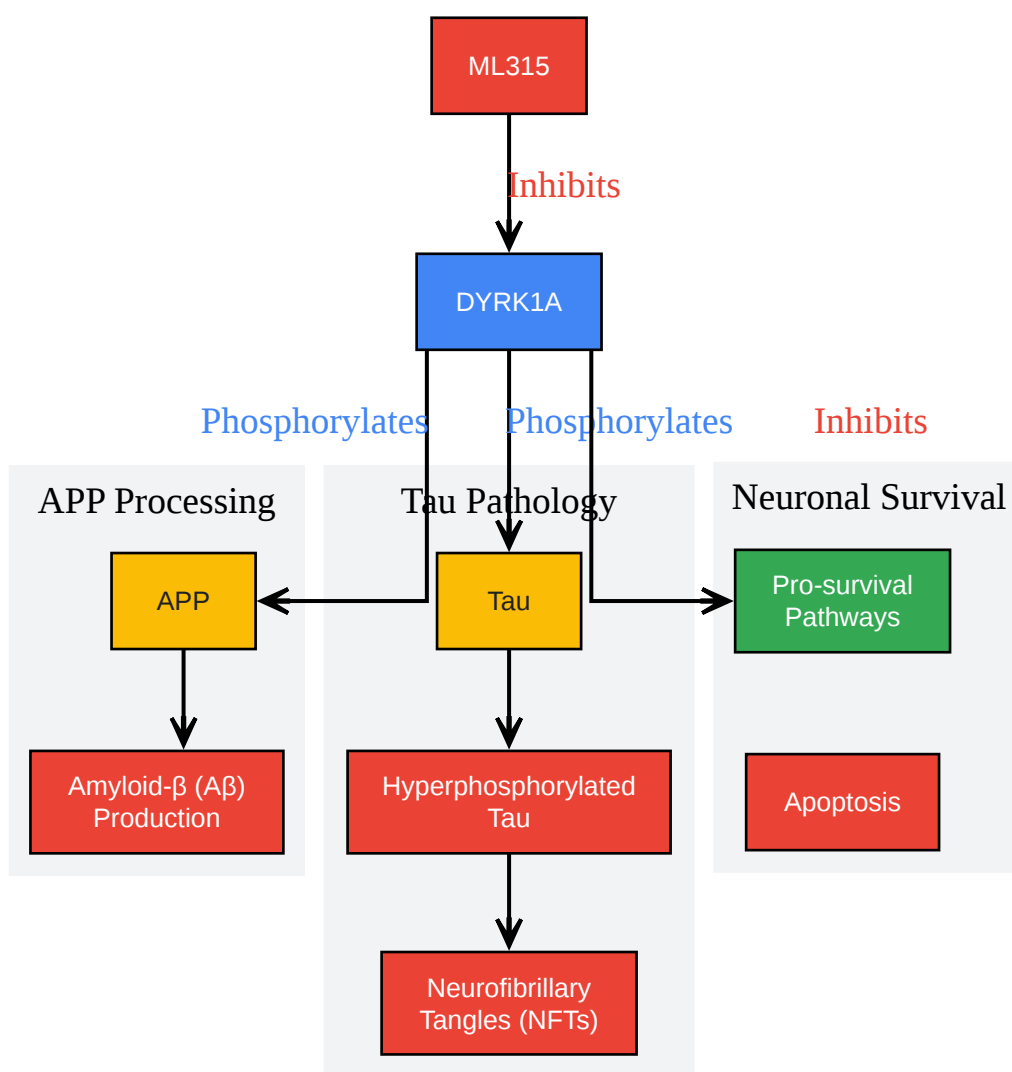 ML315
Inhibits
DYRK1A
Phosphorylates
Phosphorylates
Inhibits
APP Processing
Tau Pathology
Neuronal Survival
APP
Tau
Pro-survival
Pathways
Amyloid-β (Aβ)
Production
Hyperphosphorylated
Tau
Apoptosis
Neurofibrillary
Tangles (NFTs)